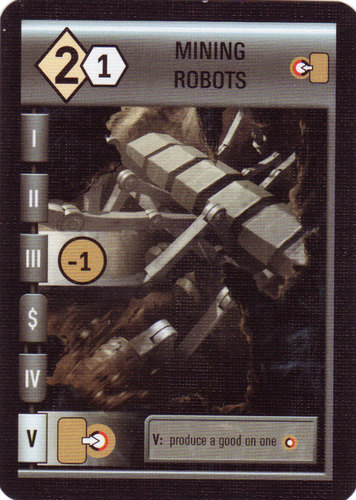 2 1
MINING
ROBOTS
I
II
III
-1
$
IV
V
V: produce a good on one